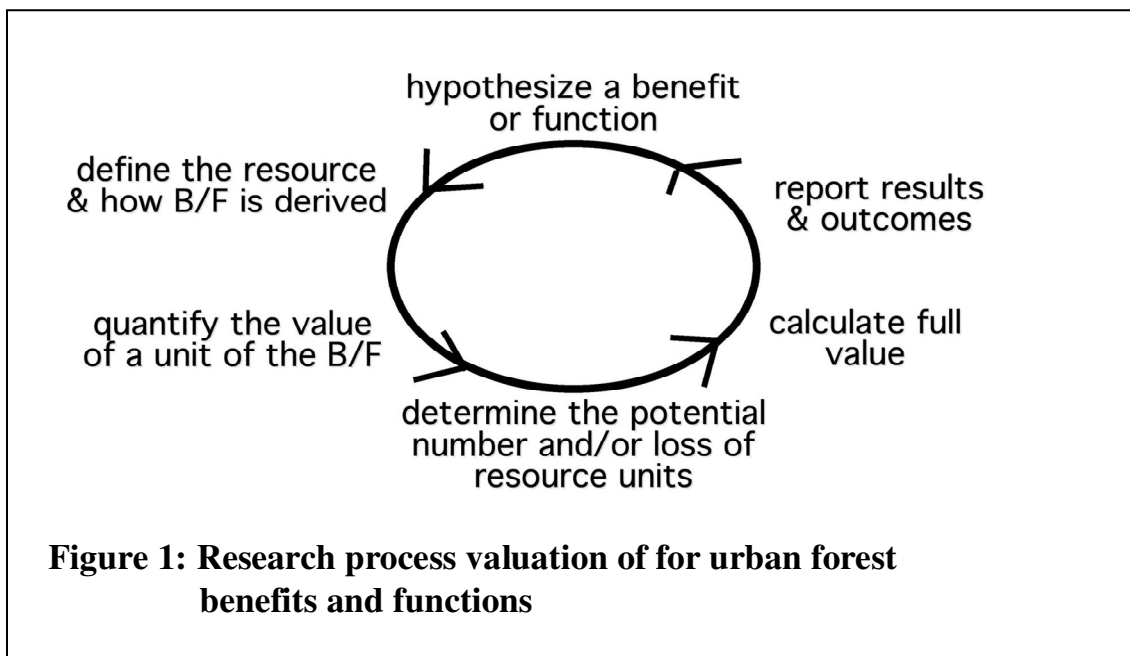 hypothesize a benefit
or function
define the resource
& how B/F is derived
quantify the value
of a unit of the B/F
determine the potential
number and/or loss of
resource units
calculate full
value
report results
& outcomes
Figure 1: Research process valuation of for urban forest
benefits and functions